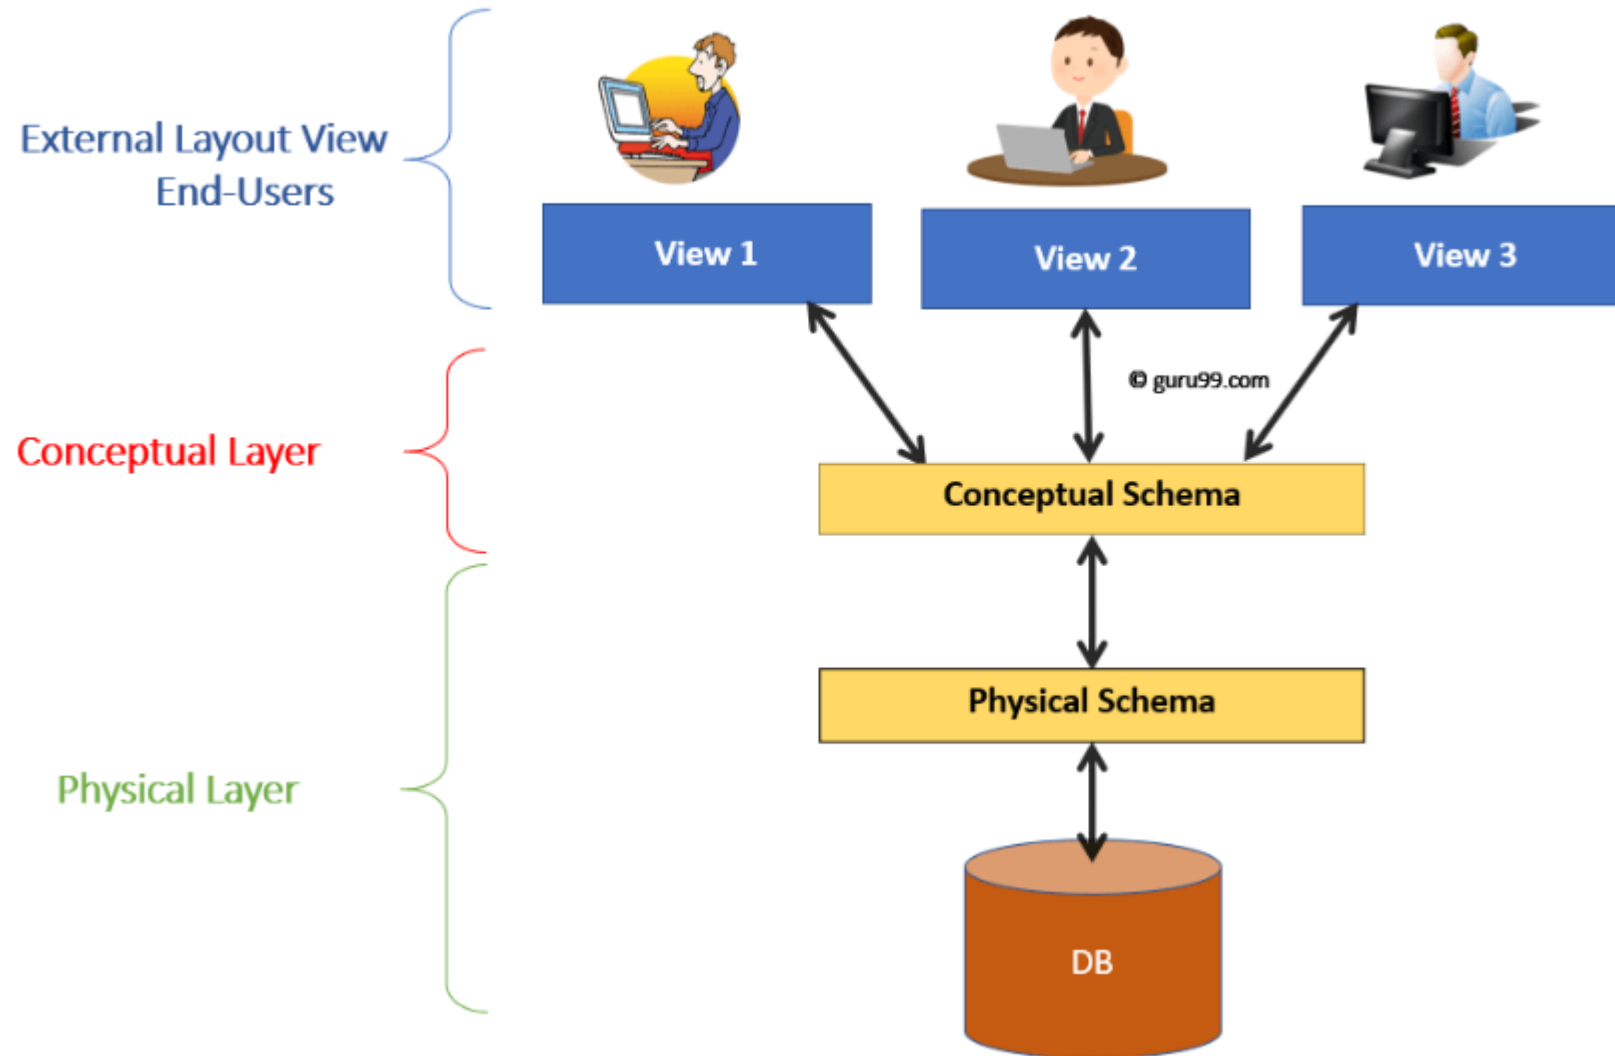 External Layout View
End-Users
View 1
View 2
View 3
© guru99.com
Conceptual Layer
Conceptual Schema
Physical Schema
Physical Layer
DB